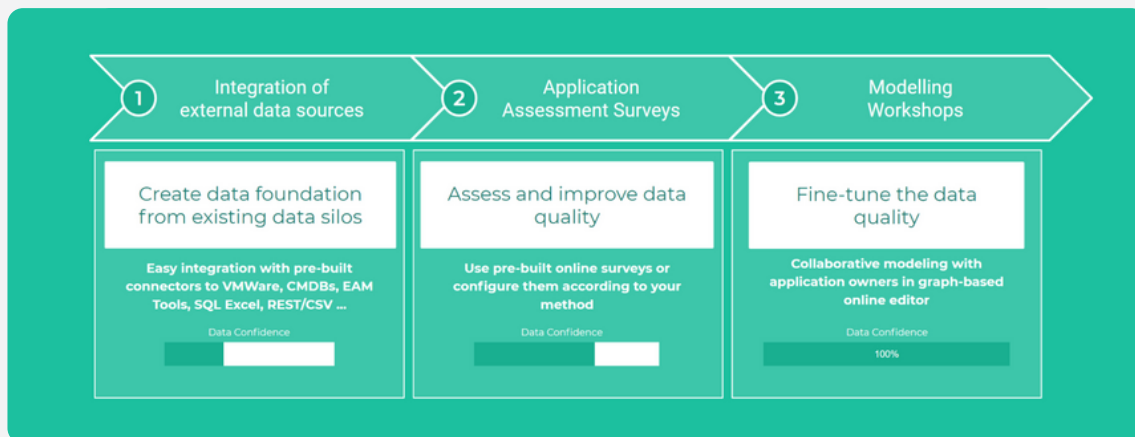 1
Integration of
external data sources
2
Application
Assessment Surveys
3
Modelling
Workshops
Create data foundation
from existing data silos
Easy integration with pre-built
connectors to VMWare, CMDBs, EAM
Tools, SQL Excel, REST/CSV ...
Data Confidence
Assess and improve data
quality
Use pre-built online surveys or
configure them according to your
method
Data Confidence
Fine-tune the data
quality
Collaborative modeling with
application owners in graph-based
online editor
Data Confidence
100%